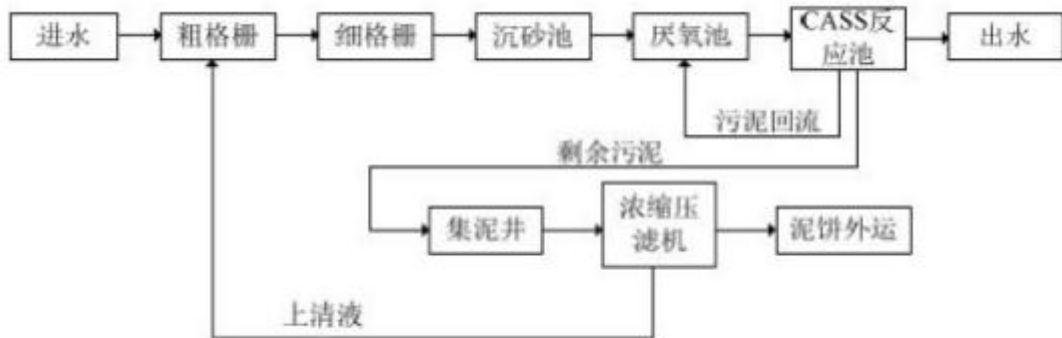 进水
粗格栅
细格栅
沉砂池
厌氧池
CASS反
应池
出水
污泥回流
剩余污泥
集泥井
浓缩压
滤机
泥饼外运
上清液